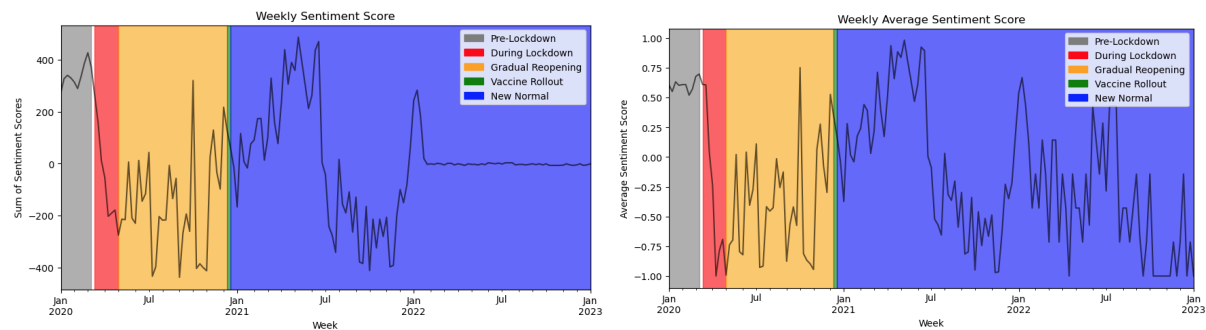 Weekly Sentiment Score
Sum of Sentiment Scores
400
200
0
−200
−400
Pre-Lockdown
During Lockdown
Gradual Reopening
Vaccine Rollout
New Normal
Jan
2020
Jul
Jan
2021
Jul
Jan
2022
Jul
Jan
2023
Week
Weekly Average Sentiment Score
Average Sentiment Score
1.00
0.75
0.50
0.25
0.00
−0.25
−0.50
−0.75
−1.00
Pre-Lockdown
During Lockdown
Gradual Reopening
Vaccine Rollout
New Normal
Jan
2020
Jul
Jan
2021
Jul
Jan
2022
Jul
Jan
2023
Week